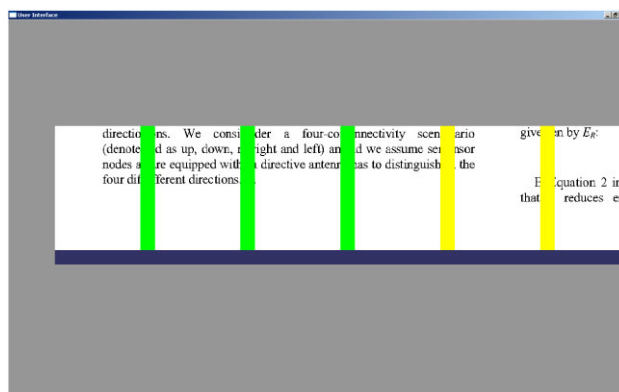 User Interface
directions. We consider a four-connectivity scenario
(denoted as up, down, right and left) and we assume sensor
nodes are equipped with a directive antennas to distinguish the
four different directions.
given by E_R:
Equation 2 in
that reduces